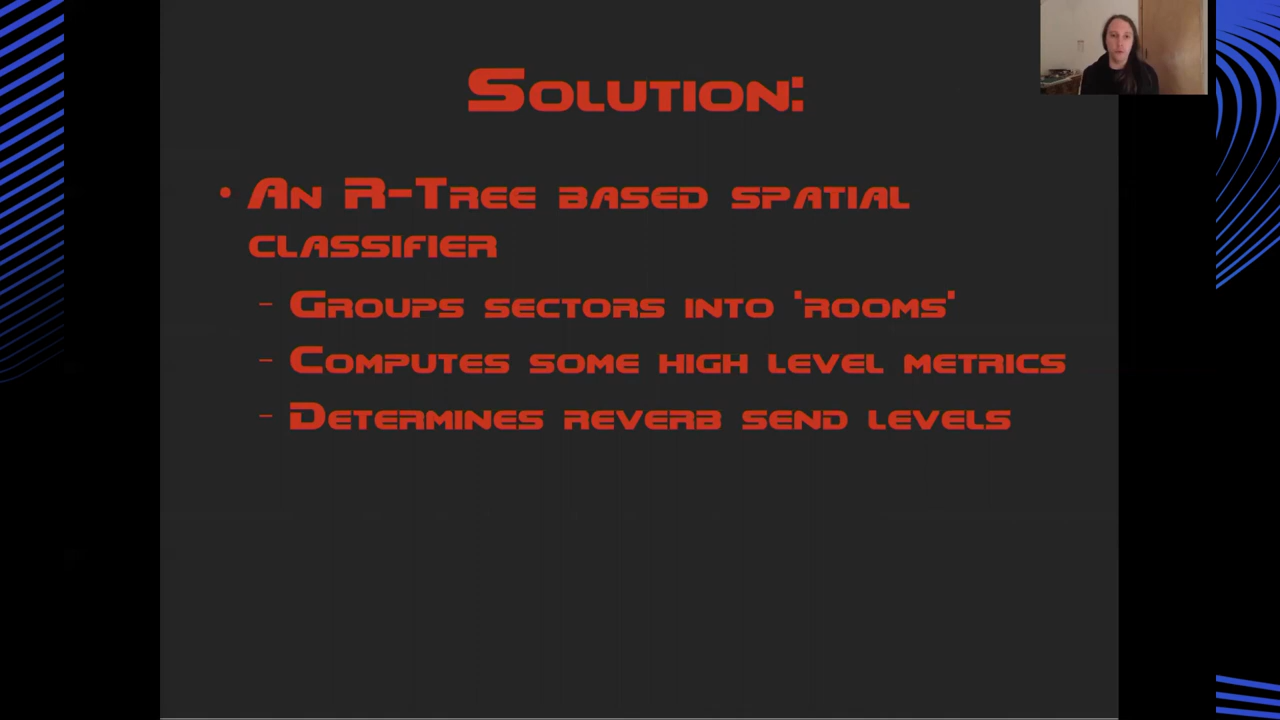 Solution:
• An R-Tree based spatial
classifier
– Groups sectors into 'rooms'
– Computes some high level metrics
– Determines reverb send levels